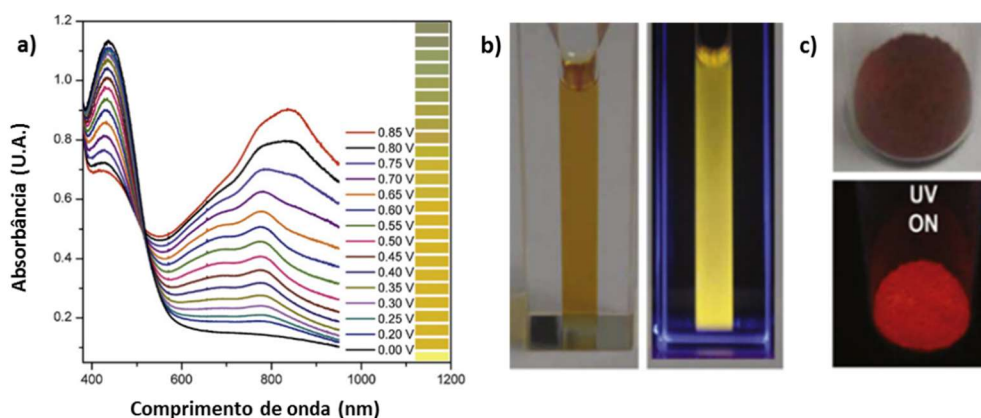 a)
Absorbância (U.A.)
1.2
1.0
0.8
0.6
0.4
0.2
0.85 V
0.80 V
0.75 V
0.70 V
0.65 V
0.60 V
0.55 V
0.50 V
0.45 V
0.40 V
0.35 V
0.30 V
0.25 V
0.20 V
0.00 V
400 600 800 1000 1200
Comprimento de onda (nm)
b)
c)
UV
ON